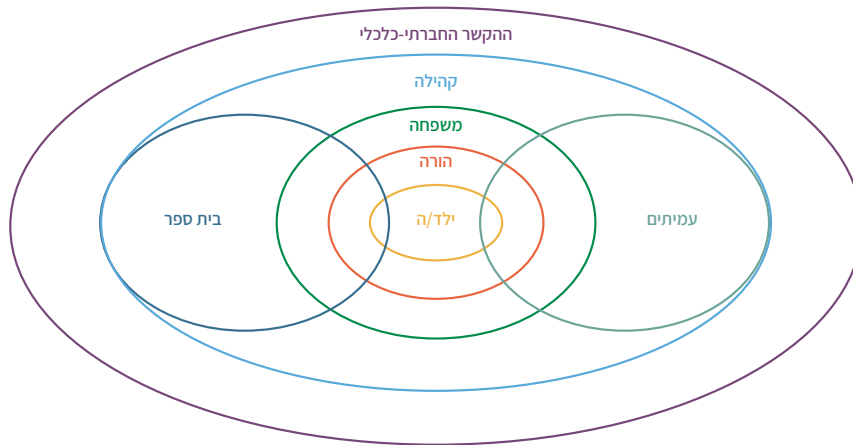 ההקשר החברתי-כלכלי
קהילה
משפחה
הורה
עמיתים
ילד/ה
בית ספר